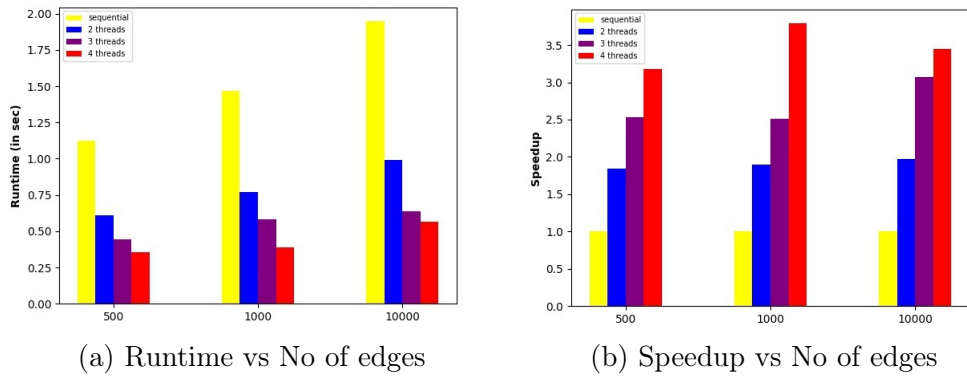 2.00
1.75
1.50
1.25
1.00
0.75
0.50
0.25
0.00
Runtime (in sec)
sequential
2 threads
3 threads
4 threads
500
1000
10000
(a) Runtime vs No of edges
3.5
3.0
2.5
2.0
1.5
1.0
0.5
0.0
Speedup
sequential
2 threads
3 threads
4 threads
500
1000
10000
(b) Speedup vs No of edges